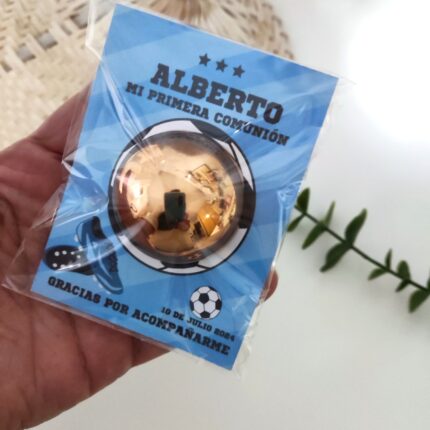 ALBERTO
MI PRIMERA COMUNIÓN
10 DE JULIO 2024
GRACIAS POR ACOMPAÑARME